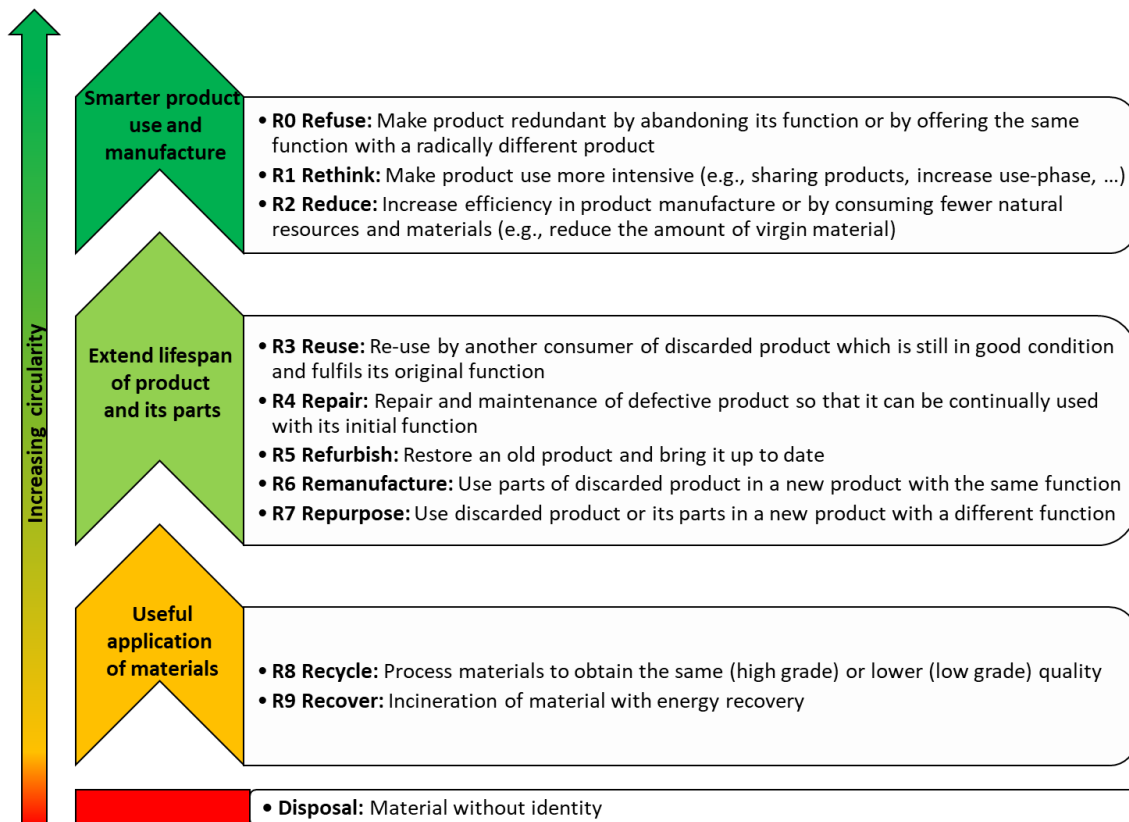 Increasing circularity
Smarter product
use and
manufacture
• R0 Refuse: Make product redundant by abandoning its function or by offering the same
function with a radically different product
• R1 Rethink: Make product use more intensive (e.g., sharing products, increase use-phase, ...)
• R2 Reduce: Increase efficiency in product manufacture or by consuming fewer natural
resources and materials (e.g., reduce the amount of virgin material)
Extend lifespan
of product
and its parts
• R3 Reuse: Re-use by another consumer of discarded product which is still in good condition
and fulfils its original function
• R4 Repair: Repair and maintenance of defective product so that it can be continually used
with its initial function
• R5 Refurbish: Restore an old product and bring it up to date
• R6 Remanufacture: Use parts of discarded product in a new product with the same function
• R7 Repurpose: Use discarded product or its parts in a new product with a different function
Useful
application
of materials
• R8 Recycle: Process materials to obtain the same (high grade) or lower (low grade) quality
• R9 Recover: Incineration of material with energy recovery
• Disposal: Material without identity